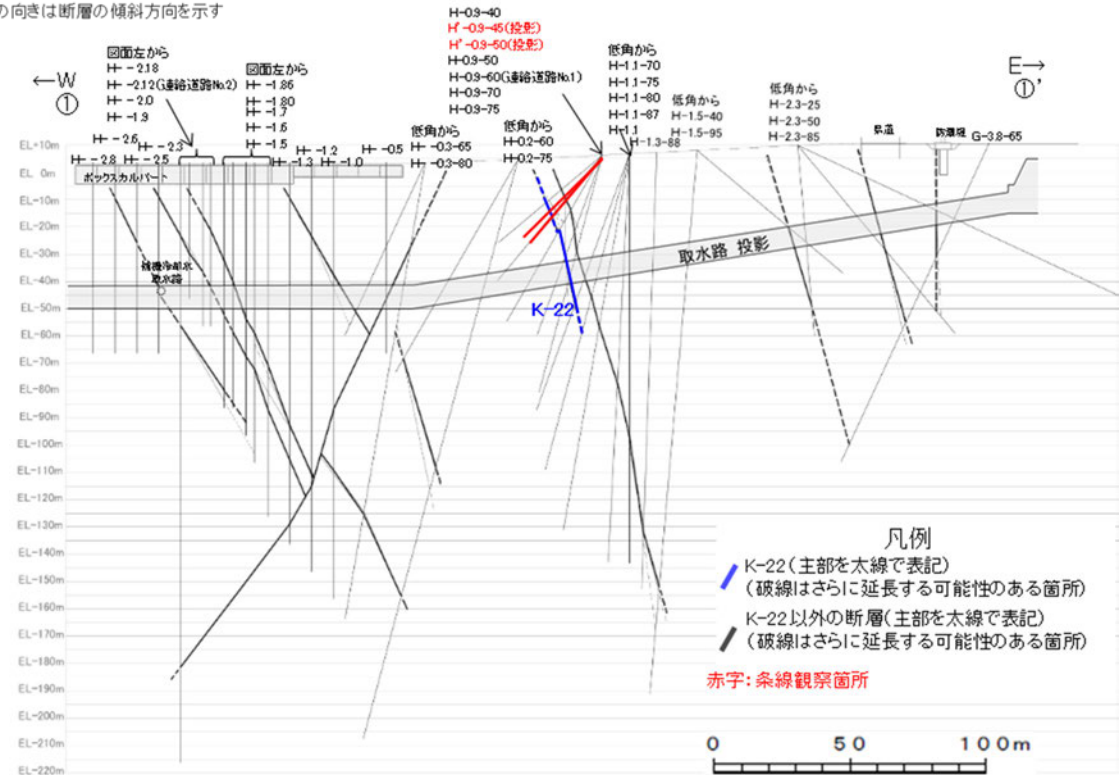 の向きは断層の傾斜方向を示す
←W
①
図面左から
H- -2.18
H- -2.12(連絡道路No.2)
H- -2.0
H- -1.9
図面左から
H- -1.86
H- -1.80
H- -1.7
H- -1.6
H- -1.5
H-0.9-40
H'-0.9-45(投影)
H'-0.9-50(投影)
H-0.9-50
H-0.9-60(連絡道路No.1)
H-0.9-70
H-0.9-75
低角から
H-1.1-70
H-1.1-75
H-1.1-80
H-1.1-87
H-1.1
H-1.3-88
低角から
H-1.5-40
H-1.5-95
低角から
H-2.3-25
H-2.3-50
H-2.3-85
E→
①'
県道
防潮堤
G-3.8-65
低角から
H-0.3-65
H-0.3-80
低角から
H-0.2-60
H-0.2-75
H- -2.8
H- -2.6
H- -2.5
H- -2.3
H- -1.3
H- -1.2
H- -1.0
H- -0.5
ボックスカルバート
補機冷却水
取水路
取水路 投影
K-22
EL+10m
EL 0m
EL-10m
EL-20m
EL-30m
EL-40m
EL-50m
EL-60m
EL-70m
EL-80m
EL-90m
EL-100m
EL-110m
EL-120m
EL-130m
EL-140m
EL-150m
EL-160m
EL-170m
EL-180m
EL-190m
EL-200m
EL-210m
EL-220m
凡例
K-22(主部を太線で表記)
(破線はさらに延長する可能性のある箇所)
K-22以外の断層(主部を太線で表記)
(破線はさらに延長する可能性のある箇所)
赤字:条線観察箇所
0 50 100m